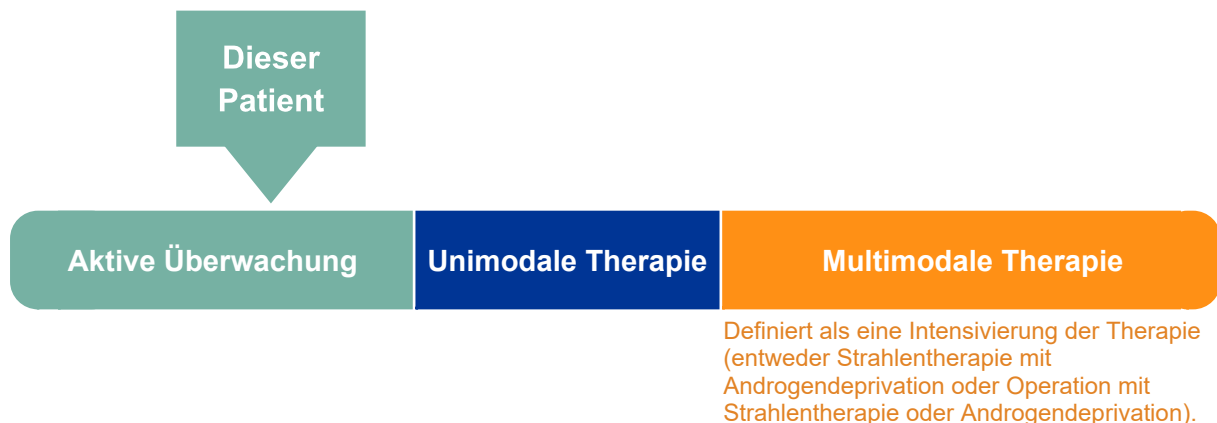 Dieser
Patient
Aktive Überwachung
Unimodale Therapie
Multimodale Therapie
Definiert als eine Intensivierung der Therapie
(entweder Strahlentherapie mit
Androgendeprivation oder Operation mit
Strahlentherapie oder Androgendeprivation).